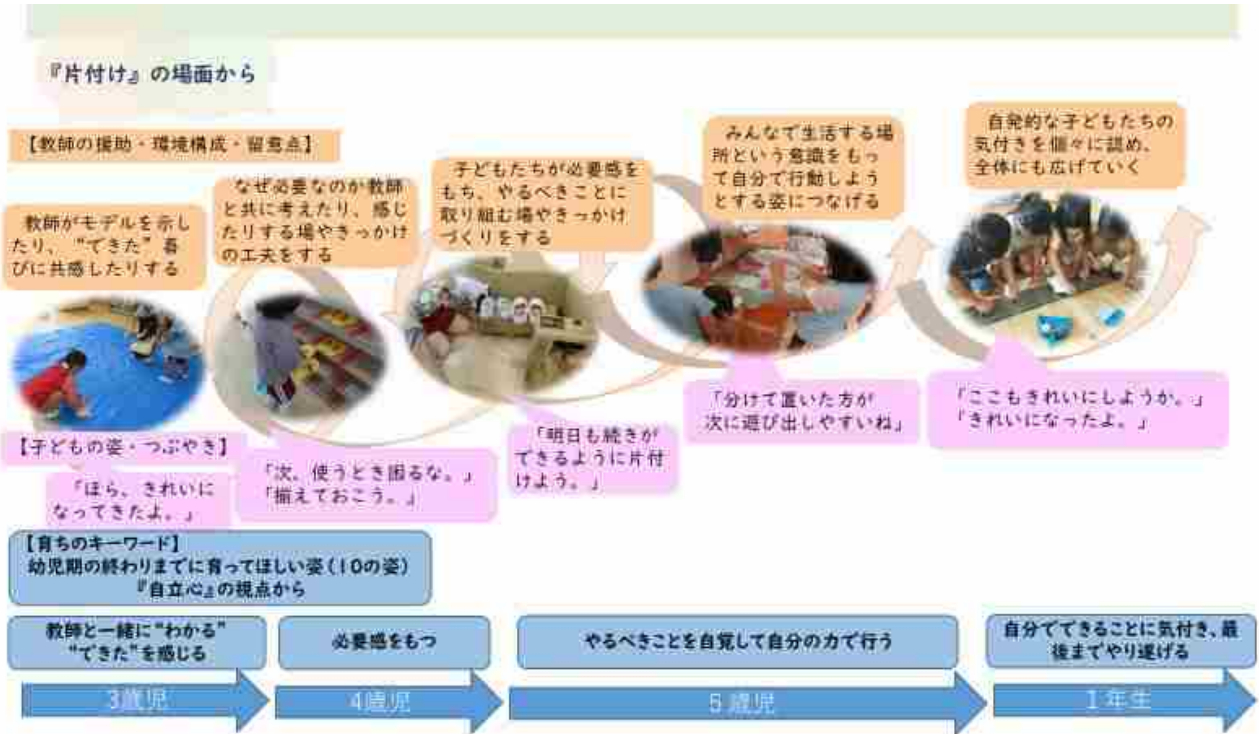 『片付け』の場面から
【教師の援助・環境構成・留意点】
教師がモデルを示し
たり、“できた”喜
びに共感したりする
なぜ必要なのか教師
と共に考えたり、感じ
たりする場やきっかけ
の工夫をする
子どもたちが必要感を
もち、やるべきことに
取り組む場やきっかけ
づくりをする
みんなで生活する場
所という意識をもっ
て自分で行動しよう
とする姿につなげる
自発的な子どもたちの
気付きを個々に認め、
全体にも広げていく
【子どもの姿・つぶやき】
「ほら、きれいに
なってきたよ。」
「次、使うとき困るな。」
「揃えておこう。」
「明日も続きが
できるように片付
けよう。」
「分けて置いた方が
次に遊び出しやすいね」
「ここもきれいにしようか。」
「きれいになったよ。」
【育ちのキーワード】
幼児期の終わりまでに育ってほしい姿(10の姿)
『自立心』の視点から
教師と一緒に“わかる”
“できた”を感じる
必要感をもつ
やるべきことを自覚して自分の力で行う
自分でできることに気付き、最
後までやり遂げる
3歳児
4歳児
5歳児
1年生